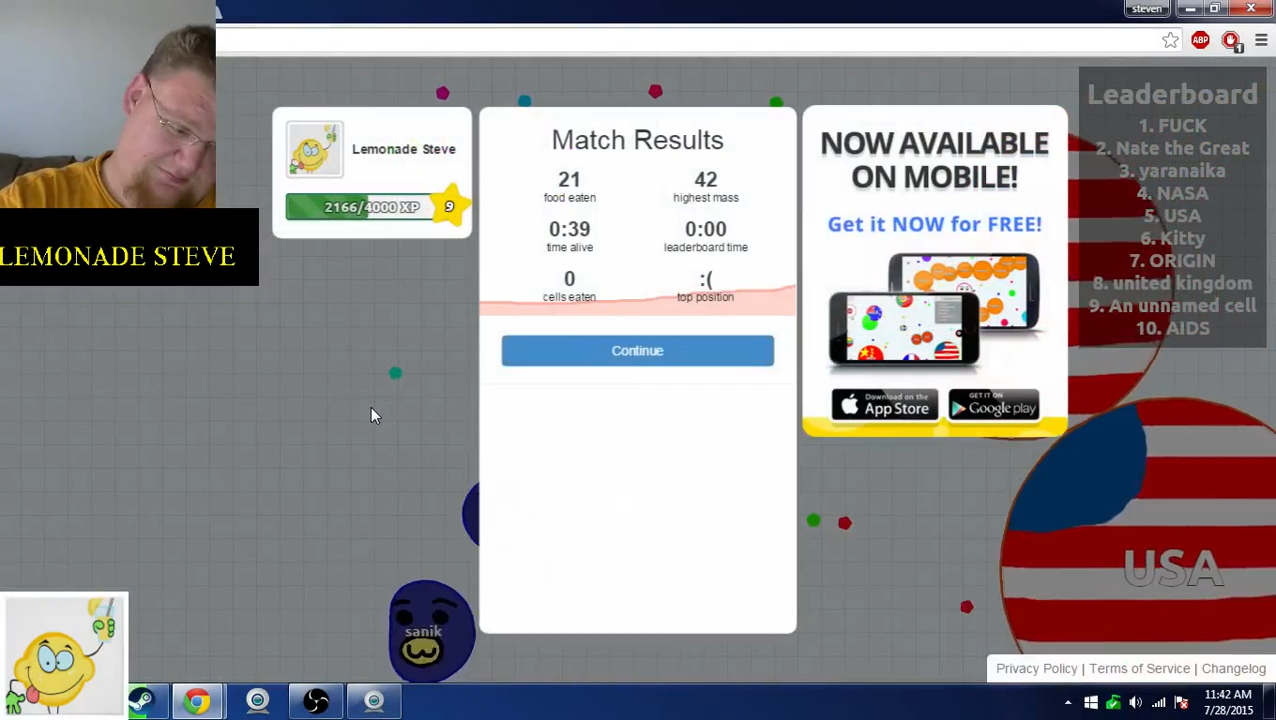 steven
ABP
1
Lemonade Steve
2166/4000 XP
9
LEMONADE STEVE
Match Results
21
food eaten
42
highest mass
0:39
time alive
0:00
leaderboard time
0
cells eaten
:(
top position
Continue
NOW AVAILABLE
ON MOBILE!
Get it NOW for FREE!
Download on the
App Store
GET IT ON
Google play
Leaderboard
1. FUCK
2. Nate the Great
3. yaranaika
4. NASA
5. USA
6. Kitty
7. ORIGIN
8. united kingdom
9. An unnamed cell
10. AIDS
USA
sanik
Privacy Policy | Terms of Service | Changelog
11:42 AM
7/28/2015